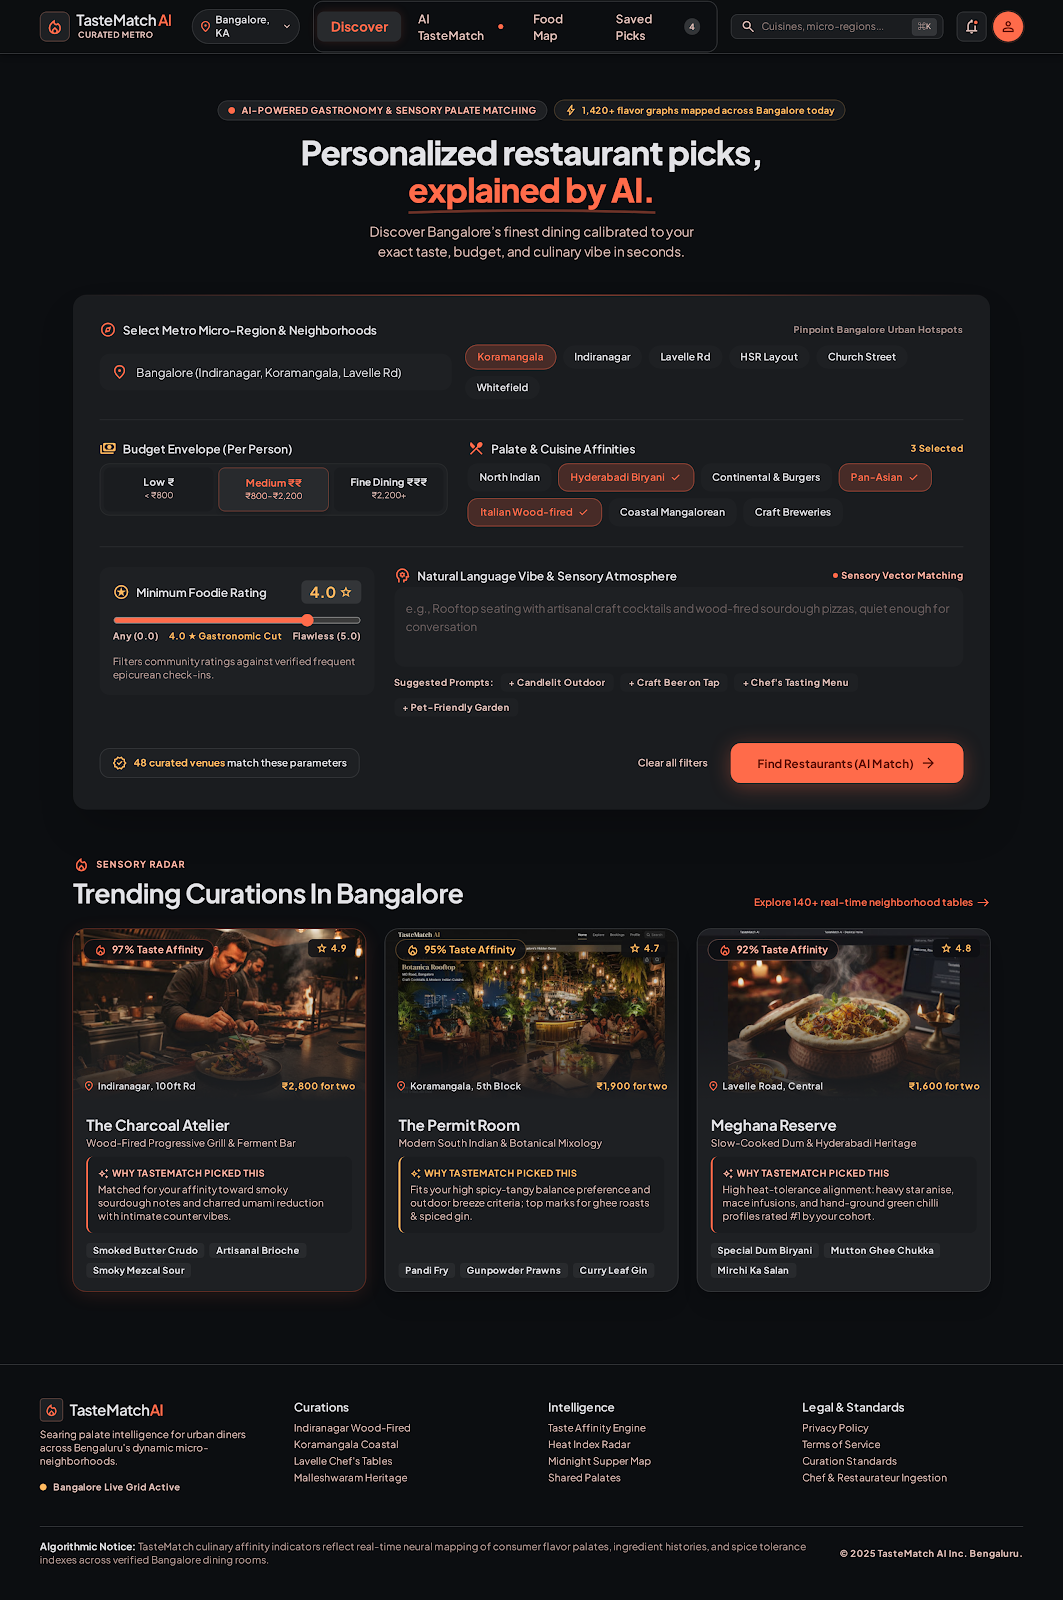 TasteMatch AI
CURATED METRO
Bangalore,
KA
Discover
AI
TasteMatch
Food
Map
Saved
Picks
4
Cuisines, micro-regions...
⌘K
AI-POWERED GASTRONOMY & SENSORY PALATE MATCHING
1,420+ flavor graphs mapped across Bangalore today
Personalized restaurant picks,
explained by AI.
Discover Bangalore's finest dining calibrated to your
exact taste, budget, and culinary vibe in seconds.
Select Metro Micro-Region & Neighborhoods
Pinpoint Bangalore Urban Hotspots
Bangalore (Indiranagar, Koramangala, Lavelle Rd)
Koramangala
Indiranagar
Lavelle Rd
HSR Layout
Church Street
Whitefield
Budget Envelope (Per Person)
Low ₹
< ₹800
Medium ₹₹
₹800-₹2,200
Fine Dining ₹₹₹
₹2,200+
Palate & Cuisine Affinities
3 Selected
North Indian
Hyderabadi Biryani ✓
Continental & Burgers
Pan-Asian ✓
Italian Wood-fired ✓
Coastal Mangalorean
Craft Breweries
Minimum Foodie Rating
4.0 ☆
Any (0.0)
4.0 ★ Gastronomic Cut
Flawless (5.0)
Filters community ratings against verified frequent
epicurean check-ins.
Natural Language Vibe & Sensory Atmosphere
Sensory Vector Matching
e.g., Rooftop seating with artisanal craft cocktails and wood-fired sourdough pizzas, quiet enough for
conversation
Suggested Prompts:
+ Candlelit Outdoor
+ Craft Beer on Tap
+ Chef's Tasting Menu
+ Pet-Friendly Garden
48 curated venues match these parameters
Clear all filters
Find Restaurants (AI Match) →
SENSORY RADAR
Trending Curations In Bangalore
Explore 140+ real-time neighborhood tables →
97% Taste Affinity
☆ 4.9
Indiranagar, 100ft Rd
₹2,800 for two
The Charcoal Atelier
Wood-Fired Progressive Grill & Ferment Bar
WHY TASTEMATCH PICKED THIS
Matched for your affinity toward smoky
sourdough notes and charred umami reduction
with intimate counter vibes.
Smoked Butter Crudo
Artisanal Brioche
Smoky Mezcal Sour
TasteMatch AI
95% Taste Affinity
☆ 4.7
Botanica Rooftop
Koramangala, 5th Block
₹1,900 for two
The Permit Room
Modern South Indian & Botanical Mixology
WHY TASTEMATCH PICKED THIS
Fits your high spicy-tangy balance preference and
outdoor breeze criteria; top marks for ghee roasts
& spiced gin.
Pandi Fry
Gunpowder Prawns
Curry Leaf Gin
92% Taste Affinity
☆ 4.8
Lavelle Road, Central
₹1,600 for two
Meghana Reserve
Slow-Cooked Dum & Hyderabadi Heritage
WHY TASTEMATCH PICKED THIS
High heat-tolerance alignment: heavy star anise,
mace infusions, and hand-ground green chilli
profiles rated #1 by your cohort.
Special Dum Biryani
Mutton Ghee Chukka
Mirchi Ka Salan
TasteMatchAI
Searing palate intelligence for urban diners
across Bengaluru's dynamic micro-
neighborhoods.
Bangalore Live Grid Active
Curations
Indiranagar Wood-Fired
Koramangala Coastal
Lavelle Chef's Tables
Malleshwaram Heritage
Intelligence
Taste Affinity Engine
Heat Index Radar
Midnight Supper Map
Shared Palates
Legal & Standards
Privacy Policy
Terms of Service
Curation Standards
Chef & Restaurateur Ingestion
Algorithmic Notice: TasteMatch culinary affinity indicators reflect real-time neural mapping of consumer flavor palates, ingredient histories, and spice tolerance
indexes across verified Bangalore dining rooms.
© 2025 TasteMatch AI Inc. Bengaluru.